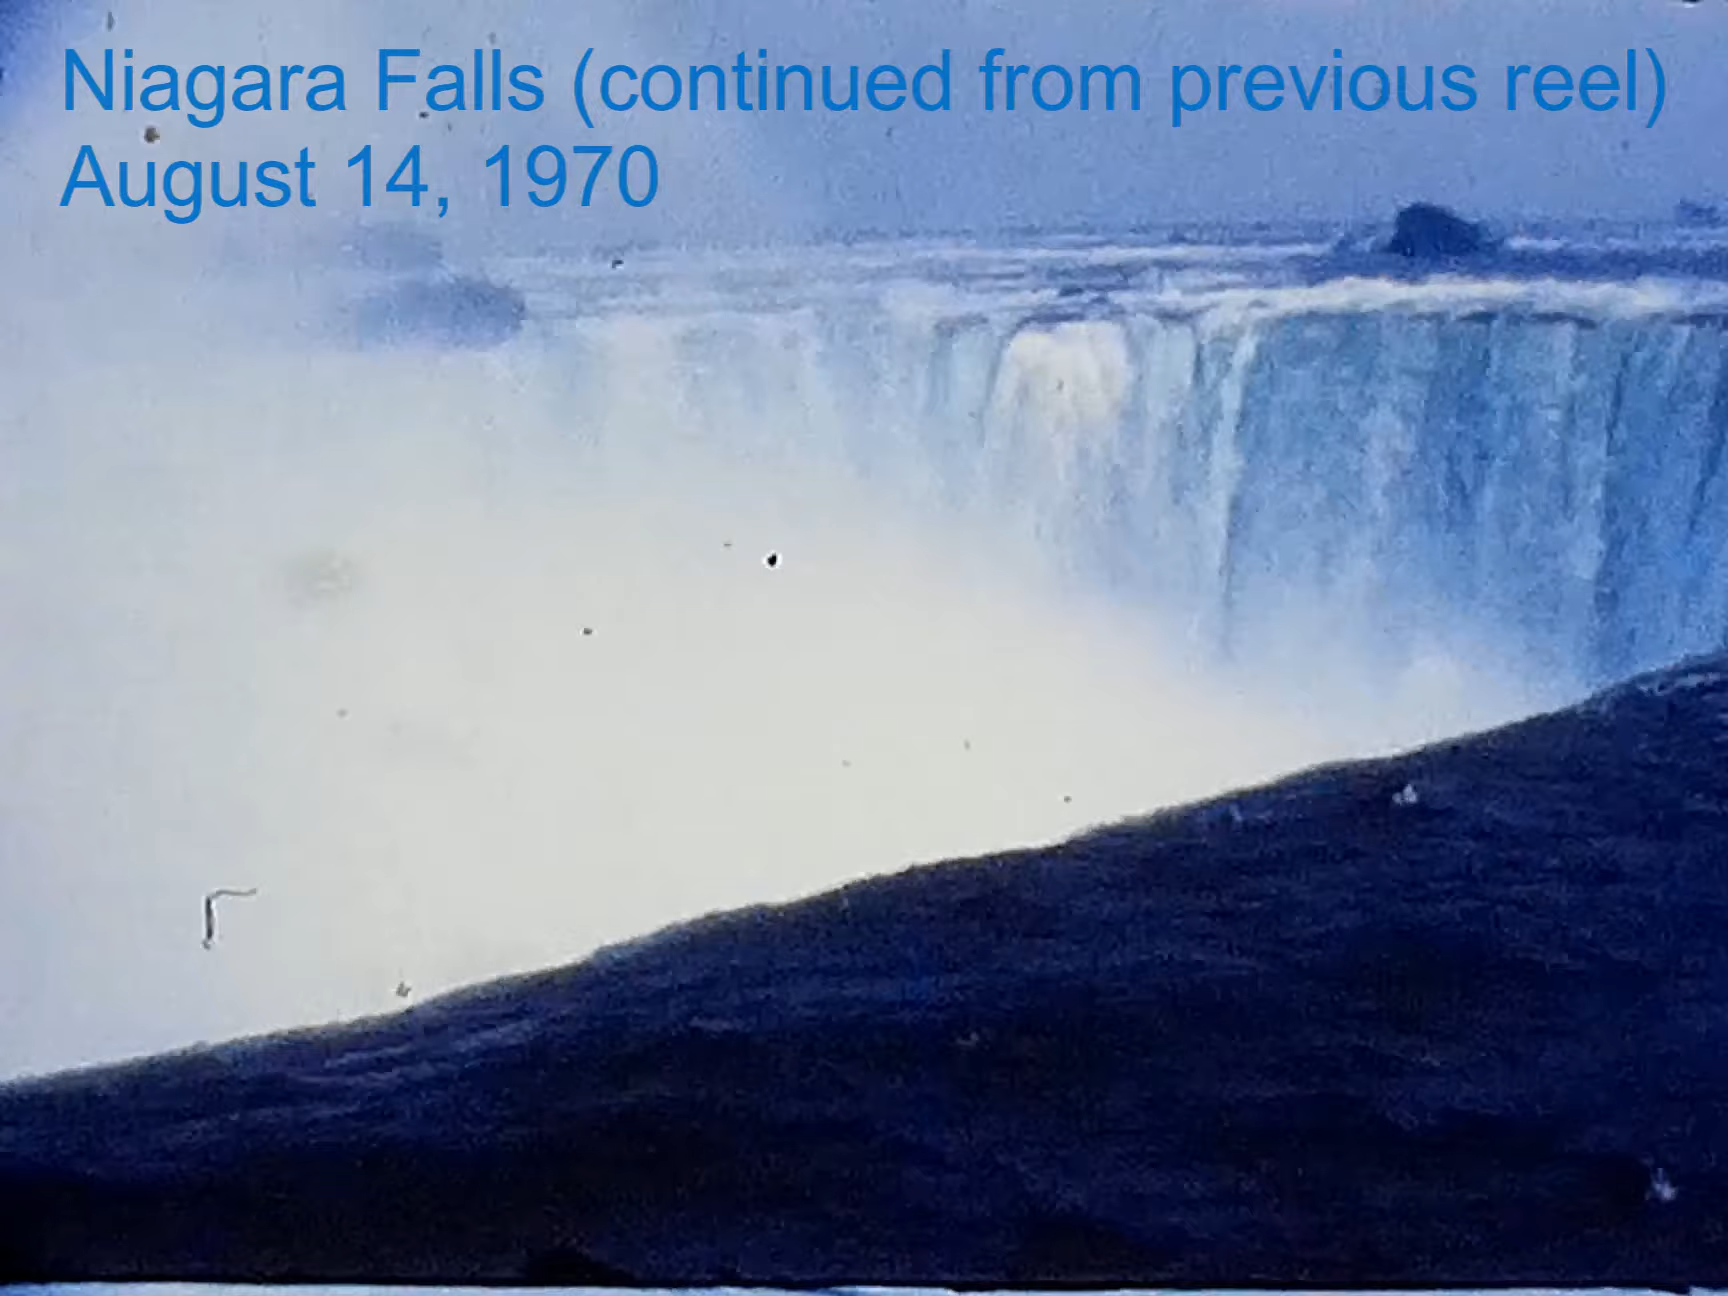 Niagara Falls (continued from previous reel)
August 14, 1970